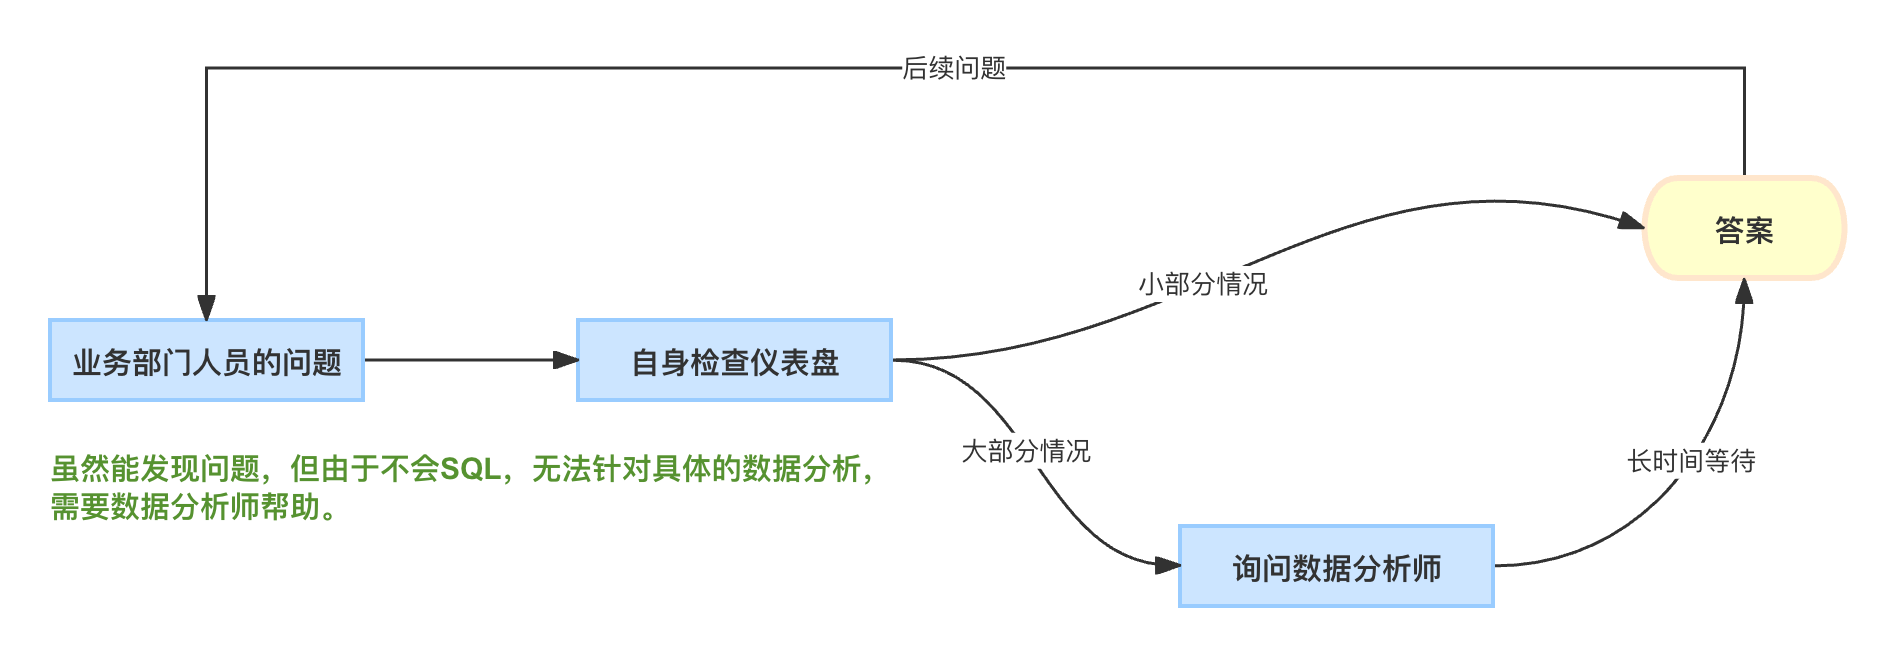 后续问题
答案
小部分情况
业务部门人员的问题
自身检查仪表盘
大部分情况
长时间等待
虽然能发现问题，但由于不会SQL，无法针对具体的数据分析，
需要数据分析师帮助。
询问数据分析师